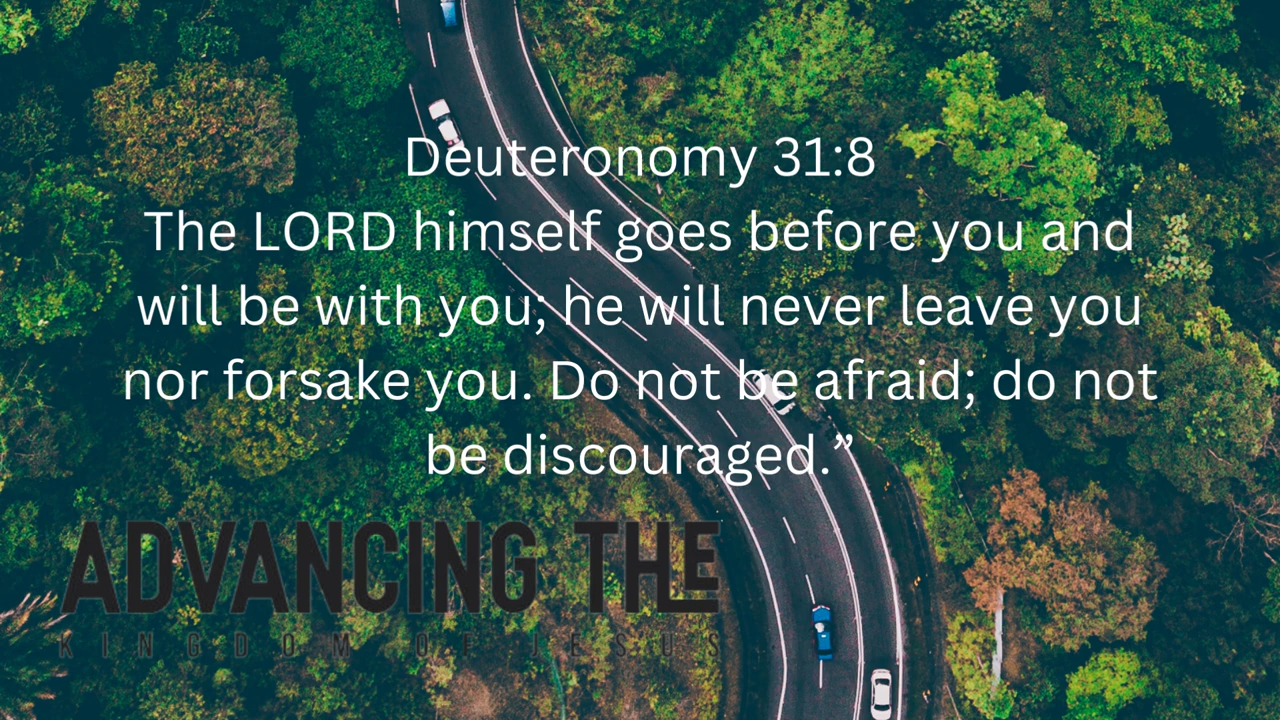 Deuteronomy 31:8
The LORD himself goes before you and
will be with you; he will never leave you
nor forsake you. Do not be afraid; do not
be discouraged.”
ADVANCING THE
KINGDOM OF JESUS